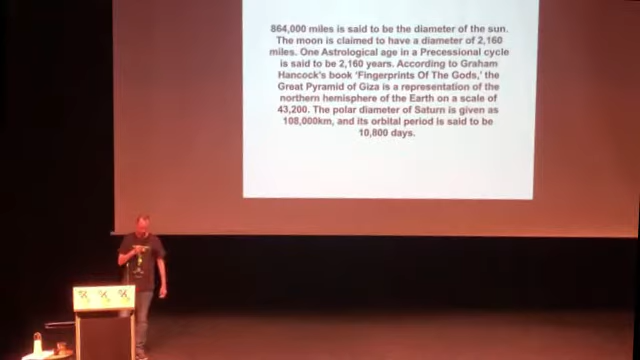 864,000 miles is said to be the diameter of the sun.
The moon is claimed to have a diameter of 2,160
miles. One Astrological age in a Precessional cycle
is said to be 2,160 years. According to Graham
Hancock's book 'Fingerprints Of The Gods,' the
Great Pyramid of Giza is a representation of the
northern hemisphere of the Earth on a scale of
43,200. The polar diameter of Saturn is given as
108,000km, and its orbital period is said to be
10,800 days.